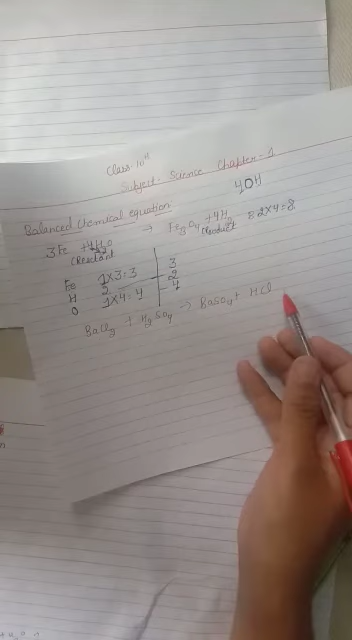 Class-10th
Subject- Science Chapter-1
4OH
Balanced Chemical Equation
3Fe + 4H2O → Fe3O4 + 4H2 8 2×4=8
(Reactant Product
Fe 1×3=3 3
H 2 2
O 1×4=4 4
BaCl2 + H2SO4 → BaSO4 + HCl